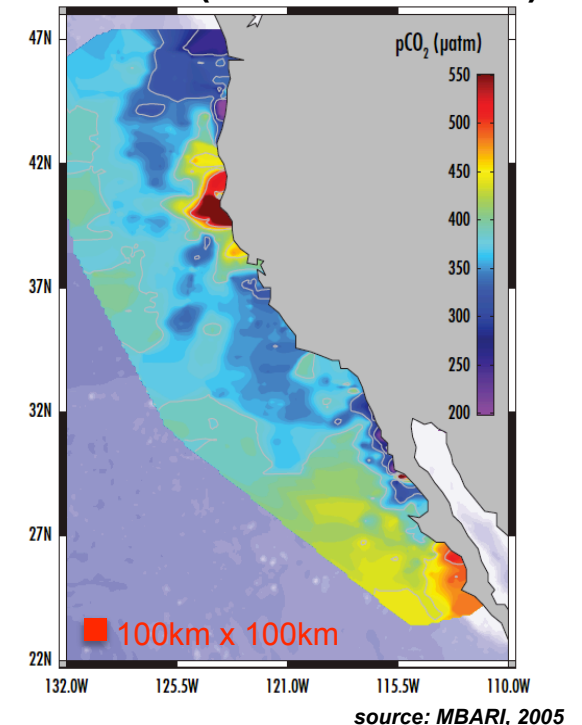 47N
pCO₂ (µatm)
550
500
42N
450
400
37N
350
300
250
32N
200
27N
100km x 100km
22N
132.0W 125.5W 121.0W 115.5W 110.0W
source: MBARI, 2005